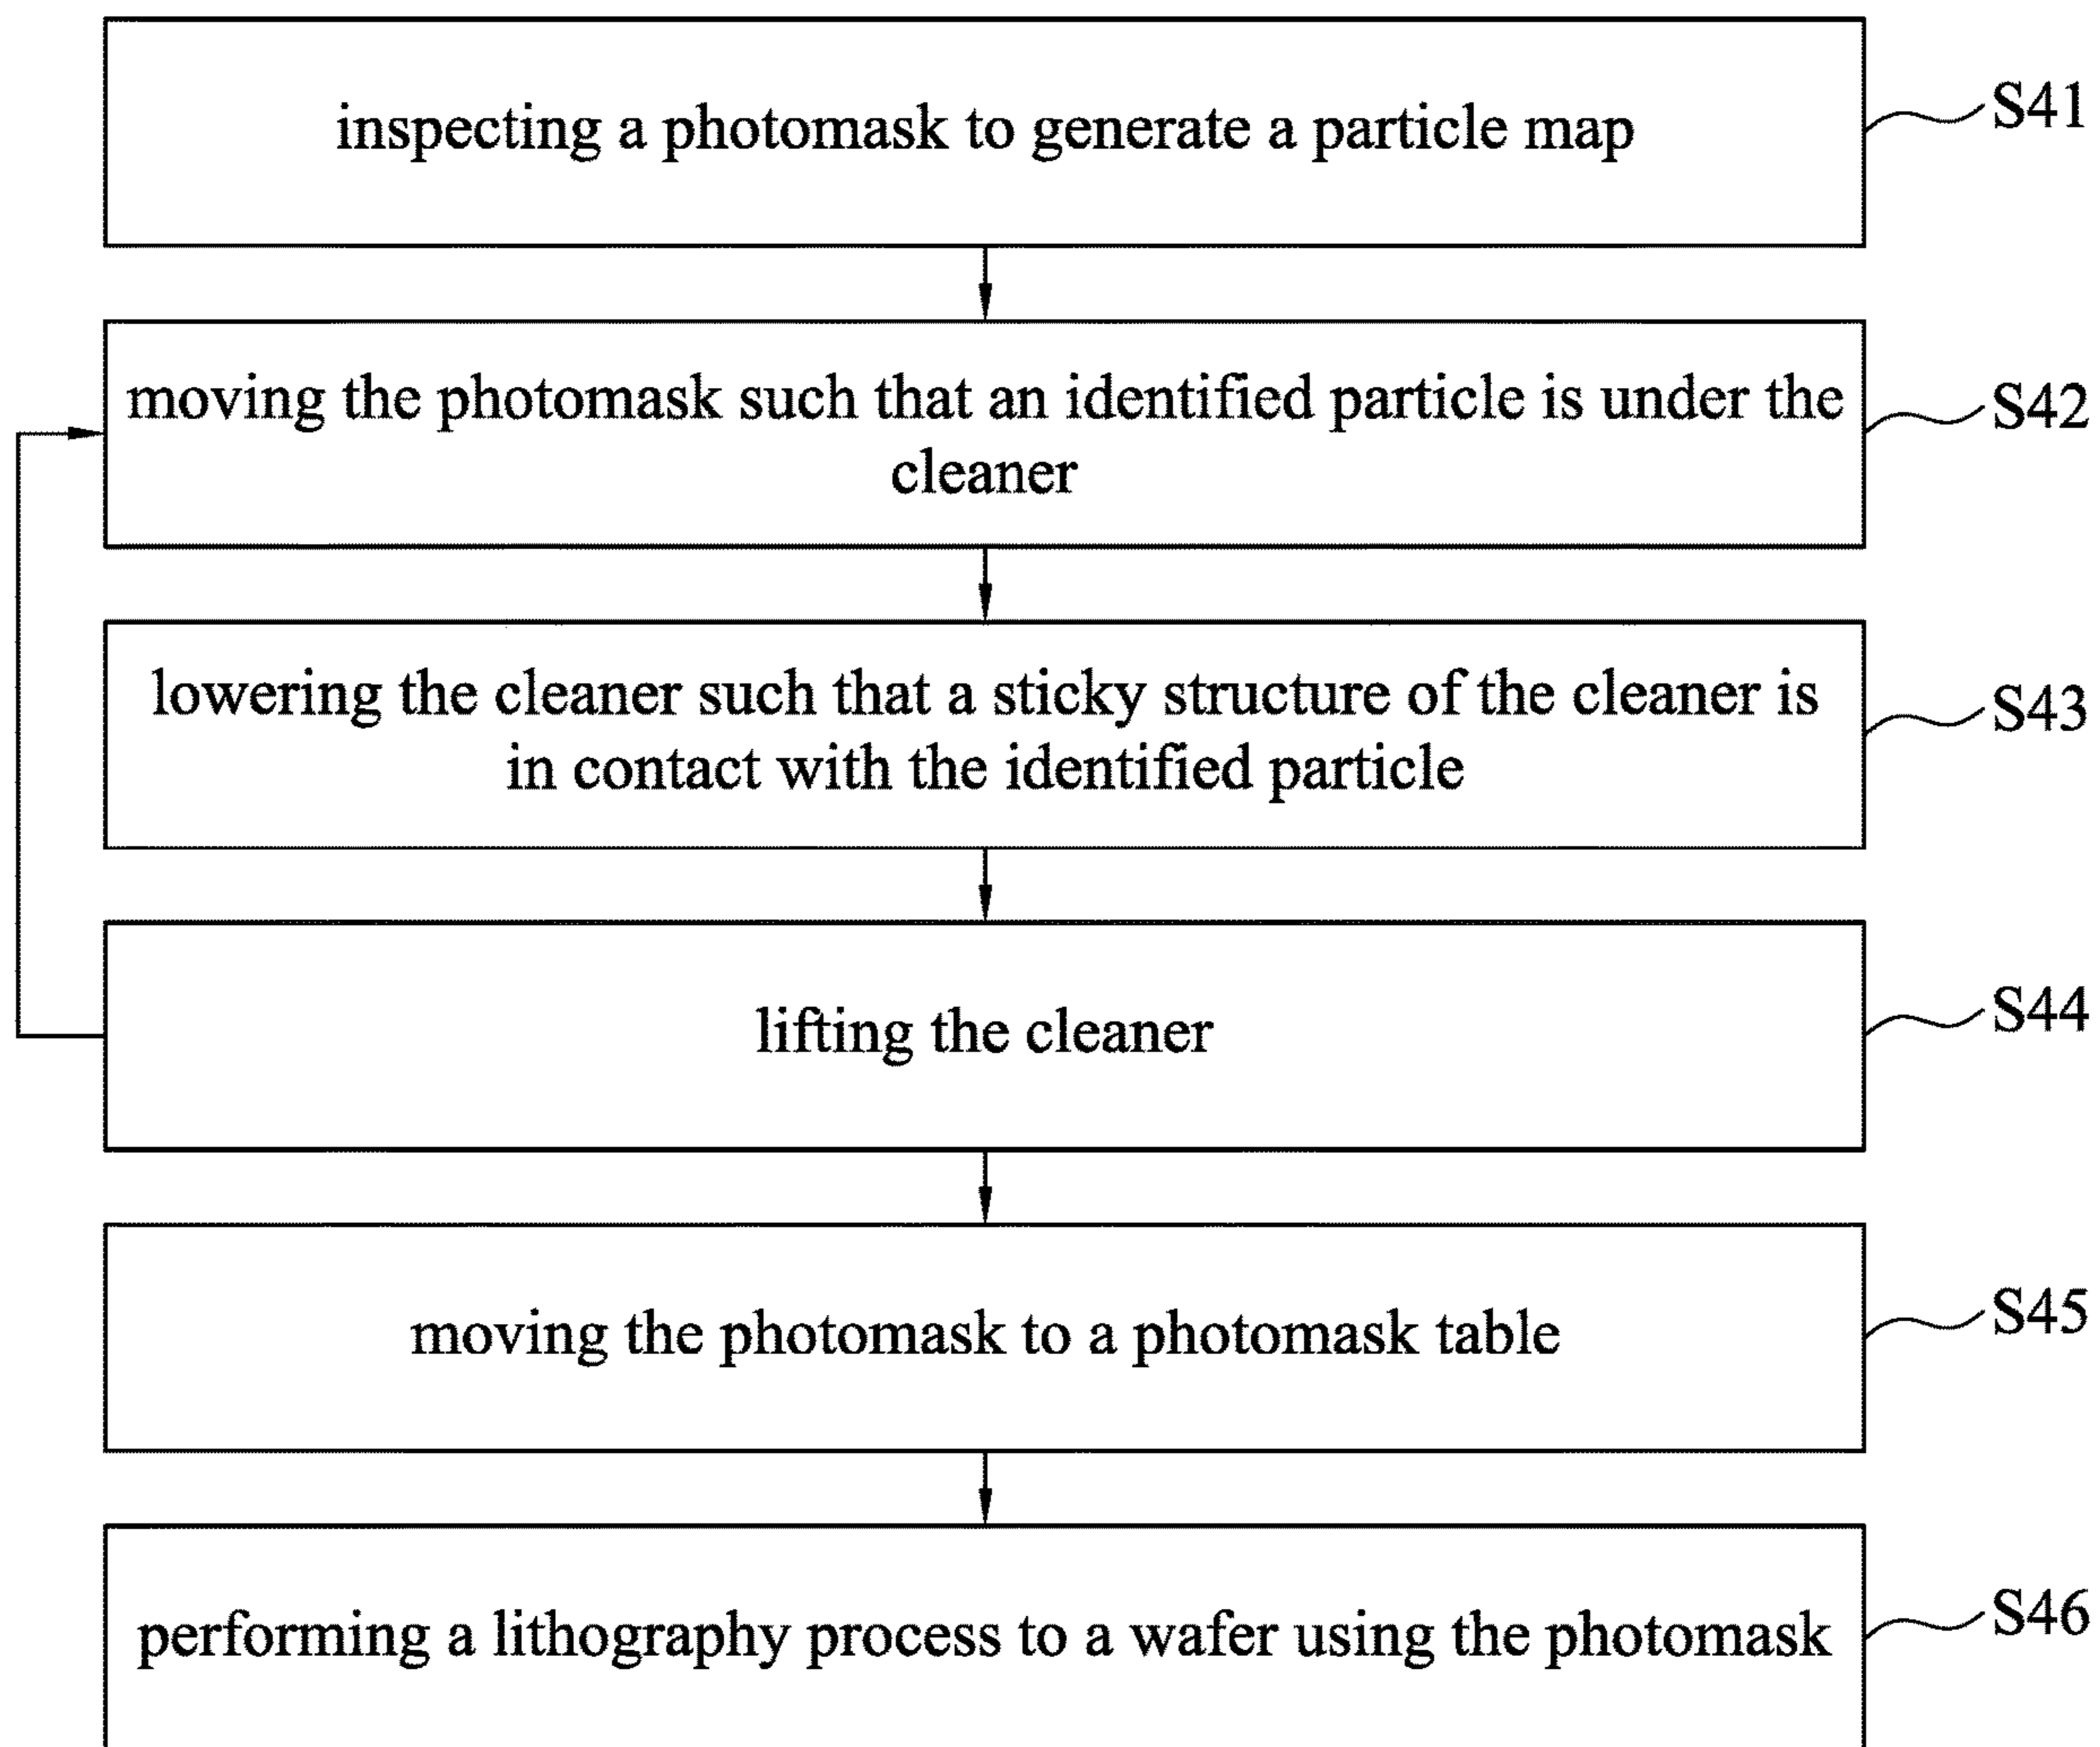 inspecting a photomask to generate a particle map
S41
moving the photomask such that an identified particle is under the
cleaner
S42
lowering the cleaner such that a sticky structure of the cleaner is
in contact with the identified particle
S43
lifting the cleaner
S44
moving the photomask to a photomask table
S45
performing a lithography process to a wafer using the photomask
S46